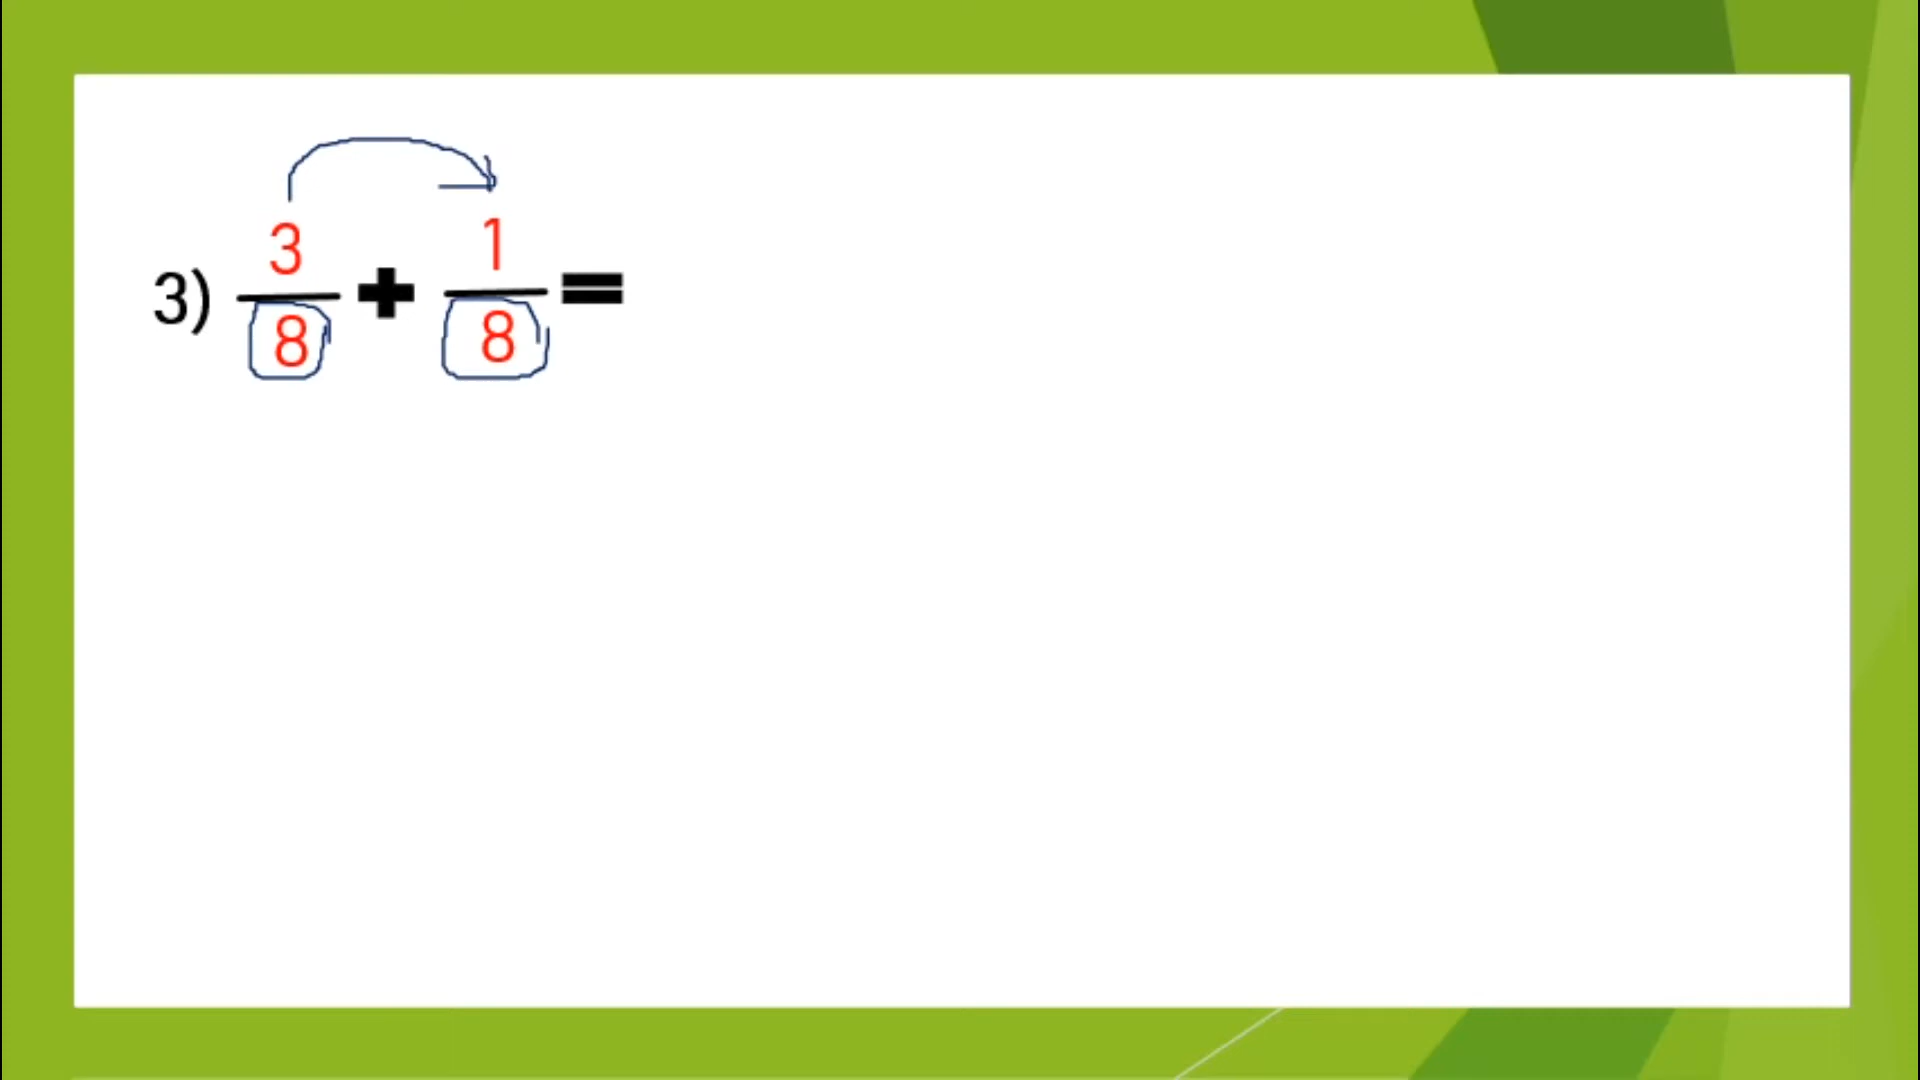 3) 3/8 + 1/8 =